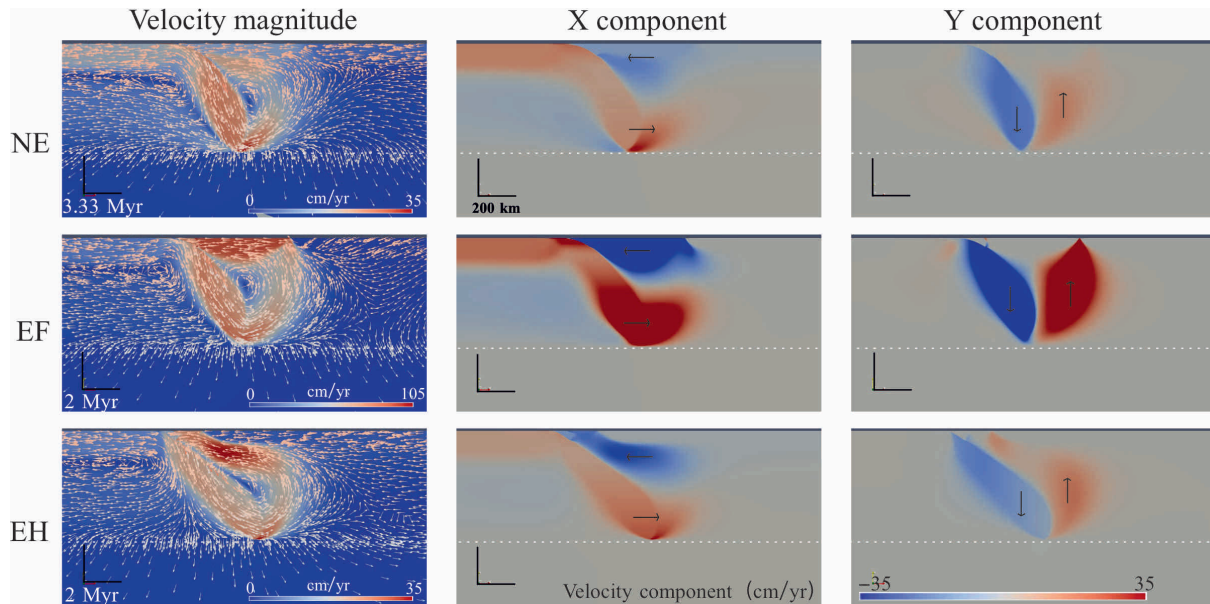 Velocity magnitude
X component
Y component
NE
3.33 Myr
0
cm/yr
35
200 km
EF
2 Myr
0
cm/yr
105
EH
2 Myr
0
cm/yr
35
Velocity component (cm/yr)
−35
35